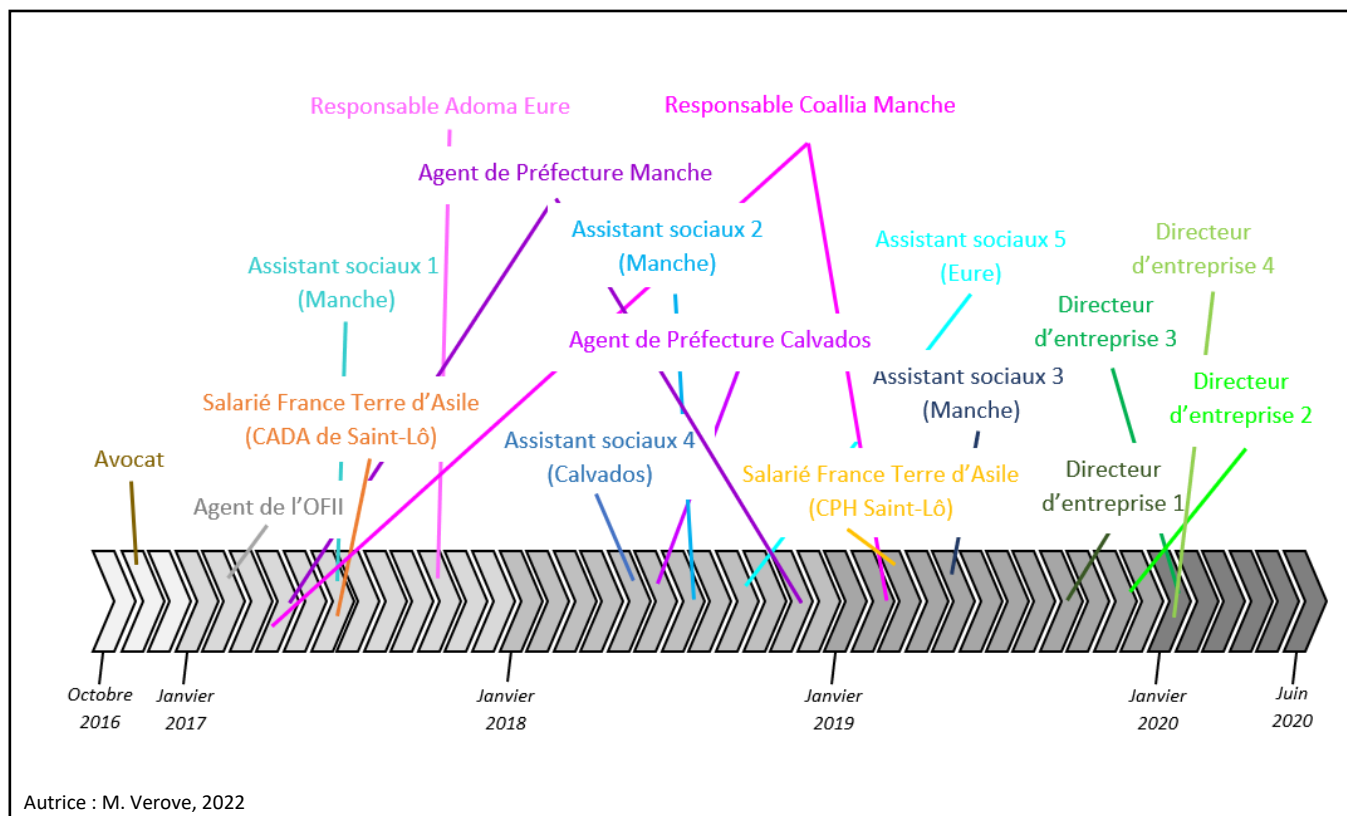 Responsable Adoma Eure
Responsable Coallia Manche
Agent de Préfecture Manche
Assistant sociaux 2
(Manche)
Assistant sociaux 5
(Eure)
Directeur
d’entreprise 4
Assistant sociaux 1
(Manche)
Directeur
d’entreprise 3
Agent de Préfecture Calvados
Assistant sociaux 3
(Manche)
Directeur
d’entreprise 2
Salarié France Terre d’Asile
(CADA de Saint-Lô)
Assistant sociaux 4
(Calvados)
Avocat
Salarié France Terre d’Asile
(CPH Saint-Lô)
Directeur
d’entreprise 1
Agent de l’OFII
Octobre
2016
Janvier
2017
Janvier
2018
Janvier
2019
Janvier
2020
Juin
2020
Autrice : M. Verove, 2022